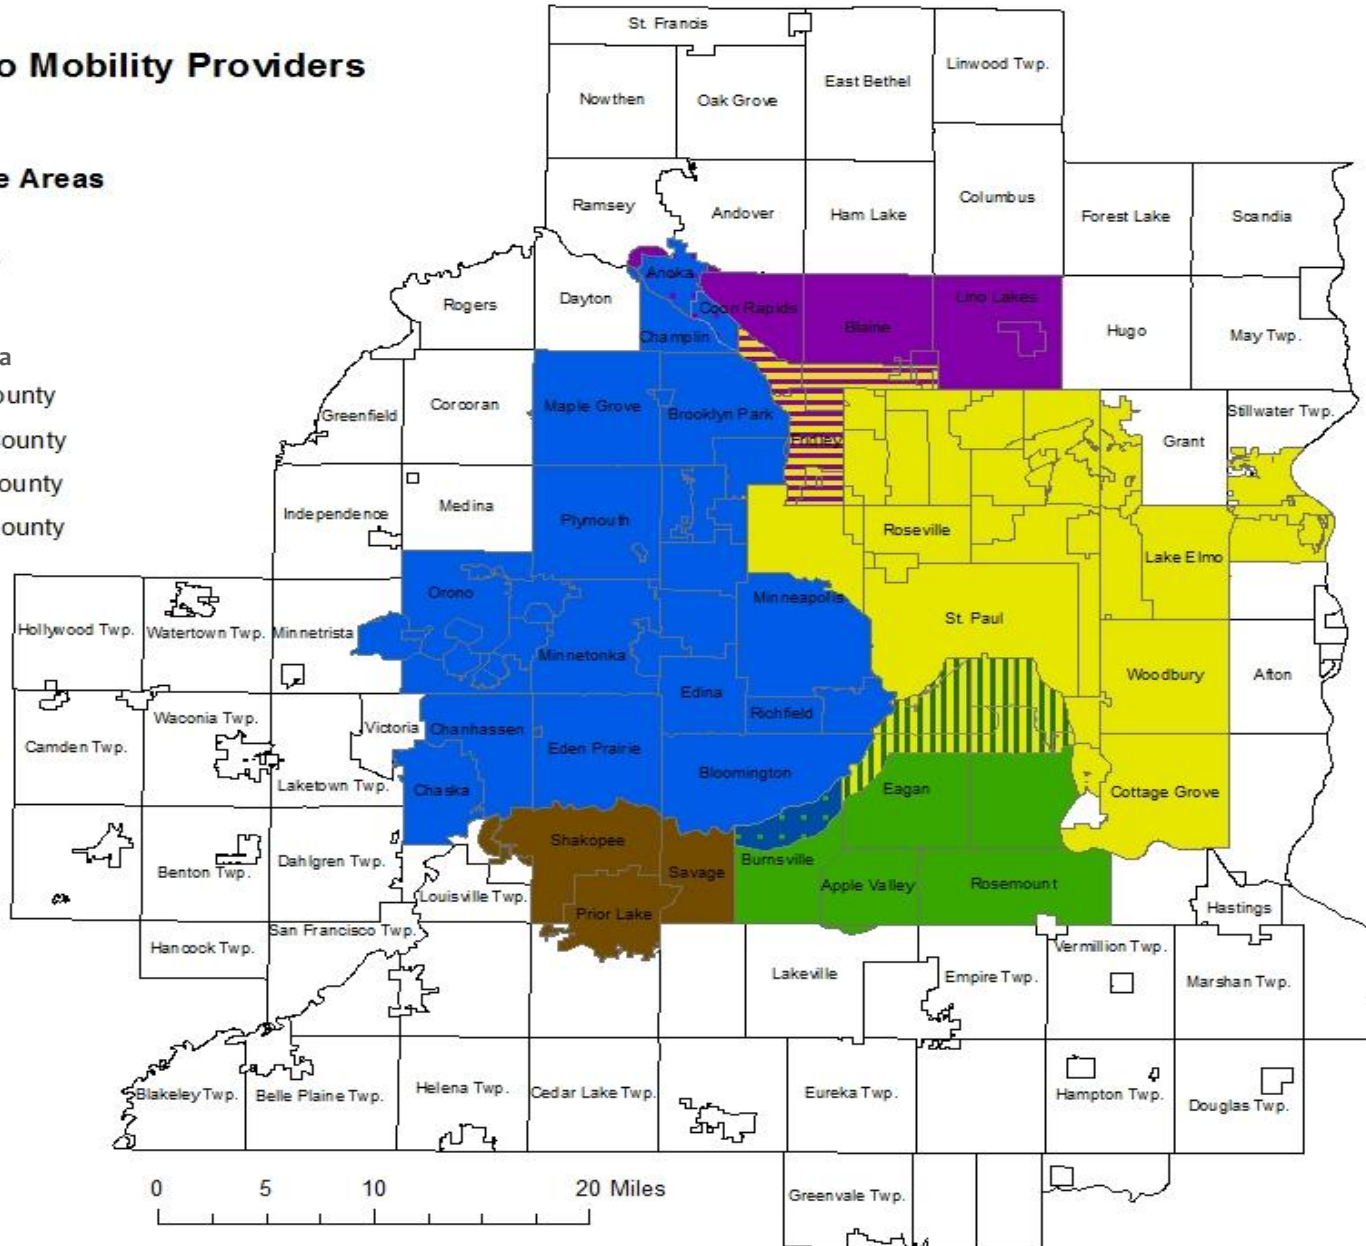 o Mobility Providers
e Areas
a
ounty
ounty
ounty
ounty
St. Francis
Nowthen
Oak Grove
East Bethel
Linwood Twp.
Ramsey
Andover
Ham Lake
Columbus
Forest Lake
Scandia
Anoka
Rogers
Dayton
Coon Rapids
Lino Lakes
Blaine
Champlin
Hugo
May Twp.
Greenfield
Corcoran
Maple Grove
Brooklyn Park
Fridley
Grant
Stillwater Twp.
Independence
Medina
Plymouth
Roseville
Lake Elmo
Orono
Minneapolis
Hollywood Twp.
Watertown Twp.
Minnetrista
Minnetonka
St. Paul
Woodbury
Afton
Edina
Richfield
Waconia Twp.
Victoria
Chanhassen
Eden Prairie
Camden Twp.
Laketown Twp.
Chaska
Bloomington
Eagan
Cottage Grove
Shakopee
Savage
Burnsville
Benton Twp.
Dahlgren Twp.
Louisville Twp.
Apple Valley
Rosemount
Prior Lake
Hastings
Hancock Twp.
San Francisco Twp.
Lakeville
Empire Twp.
Vermillion Twp.
Marshan Twp.
Blakeley Twp.
Belle Plaine Twp.
Helena Twp.
Cedar Lake Twp.
Eureka Twp.
Hampton Twp.
Douglas Twp.
Greenvale Twp.
0 5 10 20 Miles